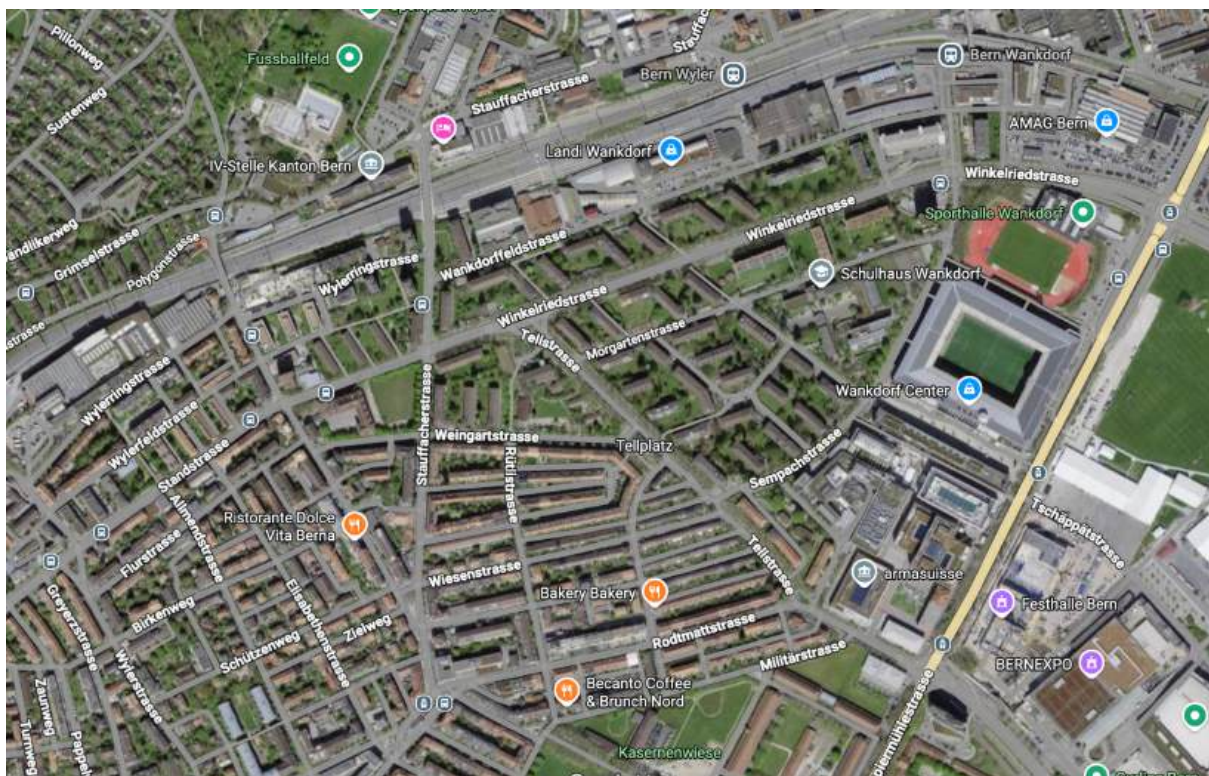 Pillonweg
Fussballfeld
Sustenweg
Stauffacherstrasse
Bern Wyler
Bern Wankdorf
AMAG Bern
IV-Stelle Kanton Bern
Landi Wankdorf
Winkelriedstrasse
Sporthalle Wankdorf
Grimselstrasse
Polygonstrasse
Wylerringstrasse
Wankdorffeldstrasse
Winkelriedstrasse
Schulhaus Wankdorf
Winkelriedstrasse
Tellstrasse
Morgartenstrasse
Wylerringstrasse
Stauffacherstrasse
Wankdorf Center
Wylerfeldstrasse
Standstrasse
Weingartstrasse
Tellplatz
Rütlistrasse
Sempachstrasse
Allmendstrasse
Ristorante Dolce
Vita Berna
Flurstrasse
Tschäppätstrasse
Tellstrasse
Wiesenstrasse
armasuisse
Bakery Bakery
Elisabethenstrasse
Festhalle Bern
Greyerzstrasse
Birkenweg
Zielweg
Schützenweg
Rodtmattstrasse
Militärstrasse
BERNEXPO
Wylerstrasse
Zaunweg
Turnweg
Becanto Coffee
& Brunch Nord
Kasernenwiese